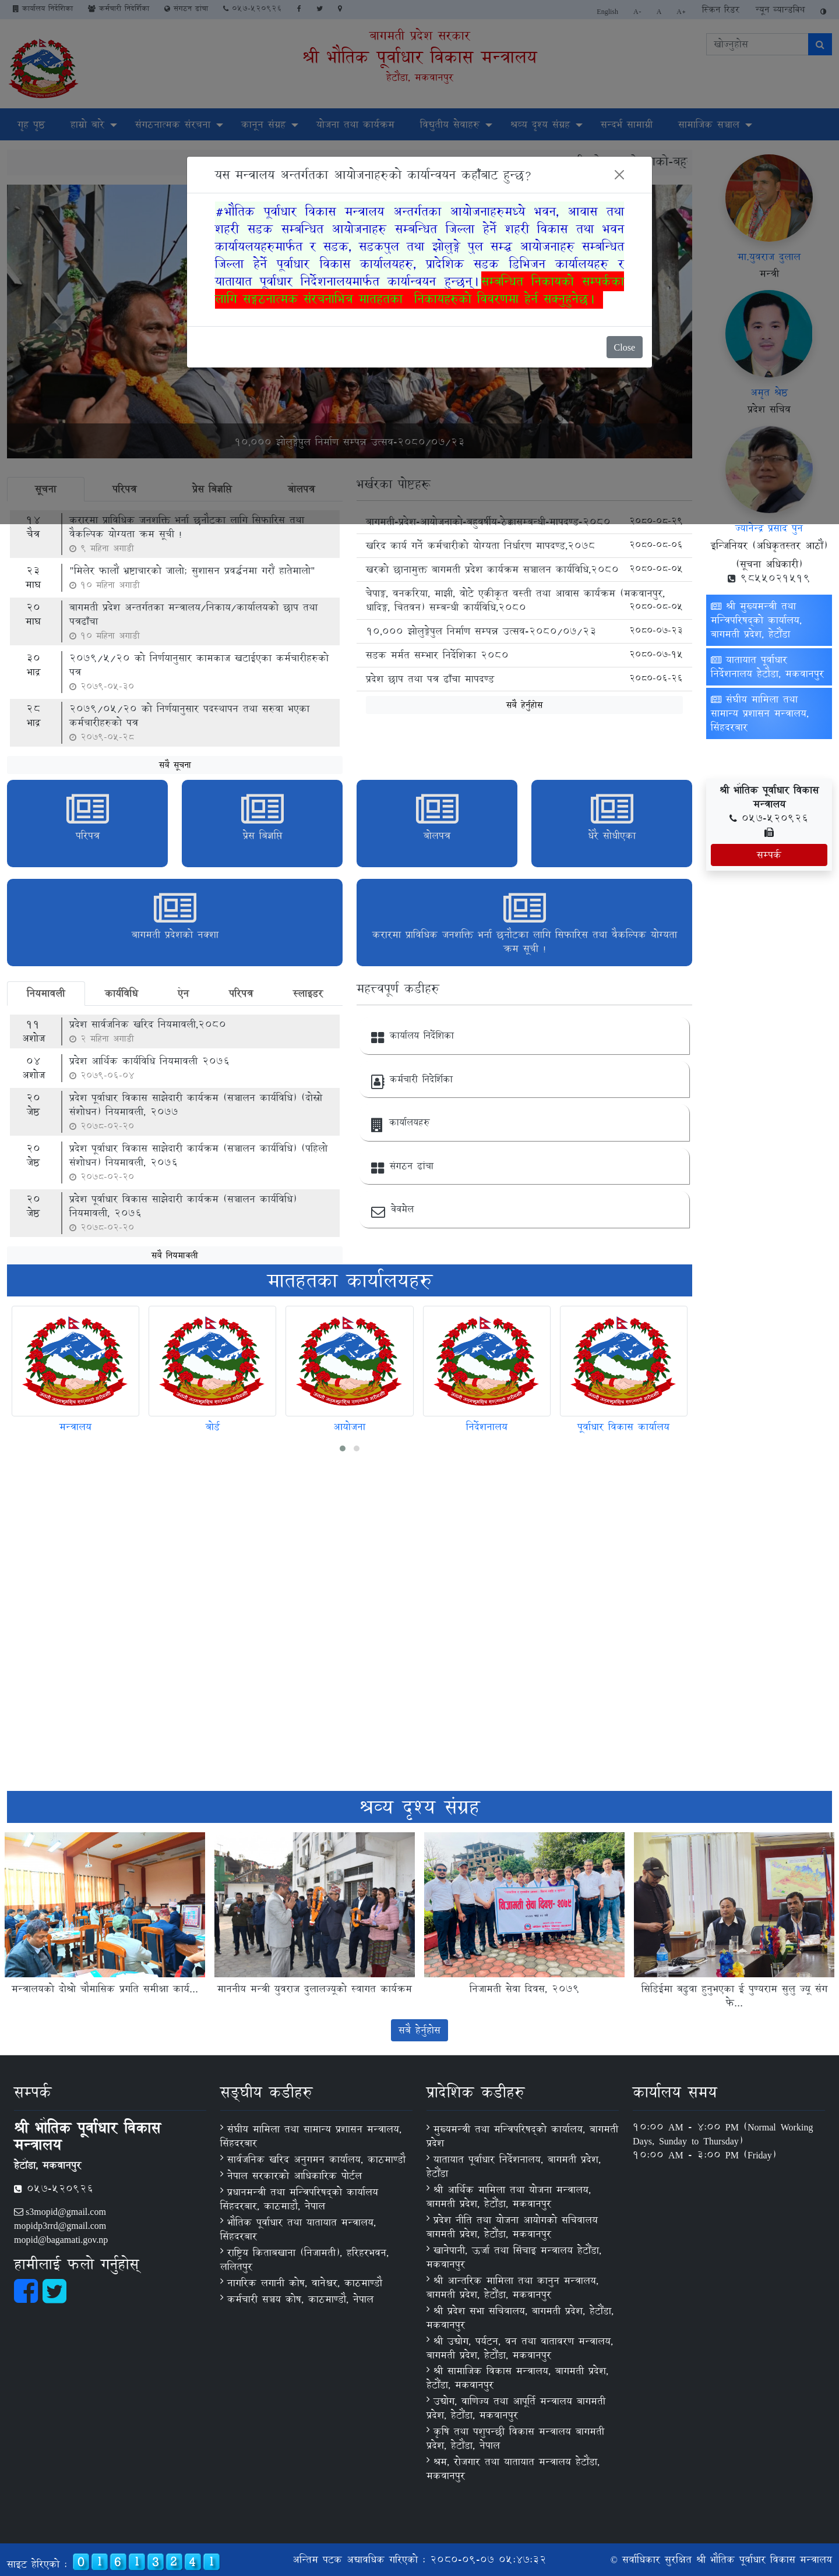 कार्यालय निर्देशिका कर्मचारी निर्देशिका संगठन ढांचा ०५७-५२०९२६
English A- A A+ स्किन रिडर न्यून ब्यान्डविथ
बागमती प्रदेश सरकार
श्री भौतिक पूर्वाधार विकास मन्त्रालय
हेटौंडा, मकवानपुर
खोज्नुहोस
गृह पृष्ठ हाम्रो बारे संगठनात्मक संरचना कानून संग्रह योजना तथा कार्यक्रम विद्युतीय सेवाहरु श्रव्य दृश्य संग्रह सन्दर्भ सामाग्री सामाजिक सञ्जाल
यस मन्त्रालय अन्तर्गतका आयोजनाहरुको कार्यान्वयन कहाँबाट हुन्छ?
#भौतिक पूर्वाधार विकास मन्त्रालय अन्तर्गतका आयोजनाहरुमध्ये भवन, आवास तथा
शहरी सडक सम्बन्धित आयोजनाहरु सम्बन्धित जिल्ला हेर्ने शहरी विकास तथा भवन
कार्यायलयहरुमार्फत र सडक, सडकपुल तथा झोलुङ्गे पुल सम्बद्ध आयोजनाहरु सम्बन्धित
जिल्ला हेर्ने पूर्वाधार विकास कार्यालयहरु, प्रादेशिक सडक डिभिजन कार्यालयहरु र
यातायात पूर्वाधार निर्देशनालयमार्फत कार्यान्वयन हुन्छन्। सम्बन्धित निकायको सम्पर्कका
लागि सङ्गठनात्मक संरचनाभित्र मातहतका निकायहरुको विवरणमा हेर्न सक्नुहुनेछ।
Close
मा.युवराज दुलाल
मन्त्री
अमृत श्रेष्ठ
प्रदेश सचिव
ज्यानेन्द्र प्रसाद पुन
इन्जिनियर (अधिकृतस्तर आठौं)
(सूचना अधिकारी)
९८५५०२१५१९
१०,००० झोलुङ्गेपुल निर्माण सम्पन्न उत्सव-२०८०/०७/२३
सूचना परिपत्र प्रेस विज्ञप्ति बोलपत्र
१४ चैत्र
करारमा प्राविधिक जनशक्ति भर्ना छनौटका लागि सिफारिस तथा
वैकल्पिक योग्यता क्रम सूची !
९ महिना अगाडी
२३ माघ
"मिलेर फालौं भ्रष्टाचारको जालो; सुशासन प्रवर्द्धनमा गरौं हातेमालो"
१० महिना अगाडी
२० माघ
बागमती प्रदेश अन्तर्गतका मन्त्रालय/निकाय/कार्यालयको छाप तथा
पत्रढाँचा
१० महिना अगाडी
३० भाद्र
२०७९/५/२० को निर्णयानुसार कामकाज खटाईएका कर्मचारीहरुको
पत्र
२०७९-०५-३०
२८ भाद्र
२०७९/०५/२० को निर्णयानुसार पदस्थापन तथा सरुवा भएका
कर्मचारीहरुको पत्र
२०७९-०५-२८
सबै सूचना
भर्खरका पोष्टहरू
बागमती-प्रदेश-आयोजनाको-बहुवर्षीय-ठेक्कासम्बन्धी-मापदण्ड-२०८० २०८०-०८-२९
खरिद कार्य गर्ने कर्मचारीको योग्यता निर्धारण मापदण्ड,२०७८ २०८०-०८-०६
खरको छानामुक्त बागमती प्रदेश कार्यक्रम सञ्चालन कार्यविधि,२०८० २०८०-०८-०५
चेपाङ्ग, वनकरिया, माझी, बोटे एकीकृत वस्ती तथा आवास कार्यक्रम (मकवानपुर,
धादिङ्ग, चितवन) सम्बन्धी कार्यविधि,२०८० २०८०-०८-०५
१०,००० झोलुङ्गेपुल निर्माण सम्पन्न उत्सव-२०८०/०७/२३ २०८०-०७-२३
सडक मर्मत सम्भार निर्देशिका २०८० २०८०-०७-१५
प्रदेश छाप तथा पत्र ढाँचा मापदण्ड २०८०-०६-२६
सबै हेर्नुहोस
श्री मुख्यमन्त्री तथा
मन्त्रिपरिषद्को कार्यालय,
बागमती प्रदेश, हेटौंडा
यातायात पूर्वाधार
निर्देशनालय हेटौडा, मकवानपुर
संघीय मामिला तथा
सामान्य प्रशासन मन्त्रालय,
सिंहदरबार
श्री भौतिक पूर्वाधार विकास
मन्त्रालय
०५७-५२०९२६
सम्पर्क
परिपत्र
प्रेस विज्ञप्ति
बोलपत्र
धेरै सोधीएका
बागमती प्रदेशको नक्शा
करारमा प्राविधिक जनशक्ति भर्ना छनौटका लागि सिफारिस तथा वैकल्पिक योग्यता
क्रम सूची !
नियमावली कार्यविधि ऐन परिपत्र स्लाइडर
११ अशोज
प्रदेश सार्वजनिक खरिद नियमावली,२०८०
२ महिना अगाडी
०४ अशोज
प्रदेश आर्थिक कार्यविधि नियमावली २०७६
२०७९-०६-०४
२० जेष्ठ
प्रदेश पूर्वाधार विकास साझेदारी कार्यक्रम (सञ्चालन कार्यविधि) (दोस्रो
संशोधन) नियमावली, २०७७
२०७८-०२-२०
२० जेष्ठ
प्रदेश पूर्वाधार विकास साझेदारी कार्यक्रम (सञ्चालन कार्यविधि) (पहिलो
संशोधन) नियमावली, २०७६
२०७८-०२-२०
२० जेष्ठ
प्रदेश पूर्वाधार विकास साझेदारी कार्यक्रम (सञ्चालन कार्यविधि)
नियमावली, २०७६
२०७८-०२-२०
सबै नियमावली
महत्त्वपूर्ण कडीहरु
कार्यालय निर्देशिका
कर्मचारी निर्देशिका
कार्यालयहरु
संगठन ढांचा
वेबमेल
मातहतका कार्यालयहरु
मन्त्रालय
बोर्ड
आयोजना
निर्देशनालय
पूर्वाधार विकास कार्यालय
श्रव्य दृश्य संग्रह
निजामती सेवा दिवस- २०७९
मन्त्रालयको दोश्रो चौमासिक प्रगति समीक्षा कार्य...
माननीय मन्त्री युवराज दुलालज्यूको स्वागत कार्यक्रम
निजामती सेवा दिवस, २०७९
सिडिईमा बढुवा हुनुभएका ई पुण्यराम सुलु ज्यू संग
फे...
सबै हेर्नुहोस
सम्पर्क
श्री भौतिक पूर्वाधार विकास
मन्त्रालय
हेटौंडा, मकवानपुर
०५७-५२०९२६
s3mopid@gmail.com
mopidp3rrd@gmail.com
mopid@bagamati.gov.np
हामीलाई फलो गर्नुहोस्
सङ्घीय कडीहरु
संघीय मामिला तथा सामान्य प्रशासन मन्त्रालय,
सिंहदरबार
सार्वजनिक खरिद अनुगमन कार्यालय, काठमाण्डौ
नेपाल सरकारको आधिकारिक पोर्टल
प्रधानमन्त्री तथा मन्त्रिपरिषद्को कार्यालय
सिंहदरबार, काठमाडौं, नेपाल
भौतिक पूर्वाधार तथा यातायात मन्त्रालय,
सिंहदरबार
राष्ट्रिय किताबखाना (निजामती), हरिहरभवन,
ललितपुर
नागरिक लगानी कोष, बानेश्वर, काठमाण्डौ
कर्मचारी सञ्चय कोष, काठमाण्डौ, नेपाल
प्रादेशिक कडीहरु
मुख्यमन्त्री तथा मन्त्रिपरिषद्को कार्यालय, बागमती
प्रदेश
यातायात पूर्वाधार निर्देशनालय, बागमती प्रदेश,
हेटौंडा
श्री आर्थिक मामिला तथा योजना मन्त्रालय,
बागमती प्रदेश, हेटौंडा, मकवानपुर
प्रदेश नीति तथा योजना आयोगको सचिवालय
बागमती प्रदेश, हेटौंडा, मकवानपुर
खानेपानी, ऊर्जा तथा सिंचाइ मन्त्रालय हेटौंडा,
मकवानपुर
श्री आन्तरिक मामिला तथा कानुन मन्त्रालय,
बागमती प्रदेश, हेटौंडा, मकवानपुर
श्री प्रदेश सभा सचिवालय, बागमती प्रदेश, हेटौंडा,
मकवानपुर
श्री उद्योग, पर्यटन, वन तथा वातावरण मन्त्रालय,
बागमती प्रदेश, हेटौंडा, मकवानपुर
श्री सामाजिक विकास मन्त्रालय, बागमती प्रदेश,
हेटौंडा, मकवानपुर
उद्योग, वाणिज्य तथा आपूर्ति मन्त्रालय बागमती
प्रदेश, हेटौंडा, मकवानपुर
कृषि तथा पशुपन्छी विकास मन्त्रालय बागमती
प्रदेश, हेटौंडा, नेपाल
श्रम, रोजगार तथा यातायात मन्त्रालय हेटौंडा,
मकवानपुर
कार्यालय समय
१०:०० AM - ४:०० PM (Normal Working
Days, Sunday to Thursday)
१०:०० AM - ३:०० PM (Friday)
साइट हेरिएको : 01613241
अन्तिम पटक अद्यावधिक गरिएको : २०८०-०९-०७ ०५:४७:३२
© सर्वाधिकार सुरक्षित श्री भौतिक पूर्वाधार विकास मन्त्रालय